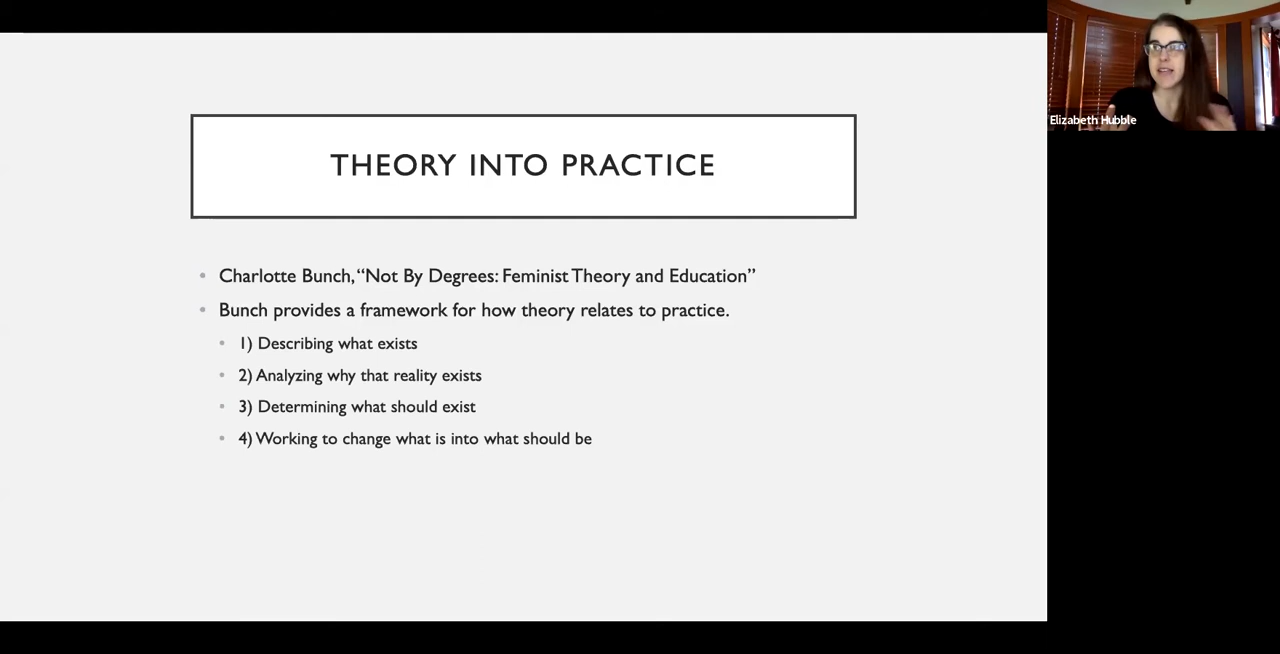 THEORY INTO PRACTICE
Charlotte Bunch, “Not By Degrees: Feminist Theory and Education”
Bunch provides a framework for how theory relates to practice.
1) Describing what exists
2) Analyzing why that reality exists
3) Determining what should exist
4) Working to change what is into what should be
Elizabeth Hubble